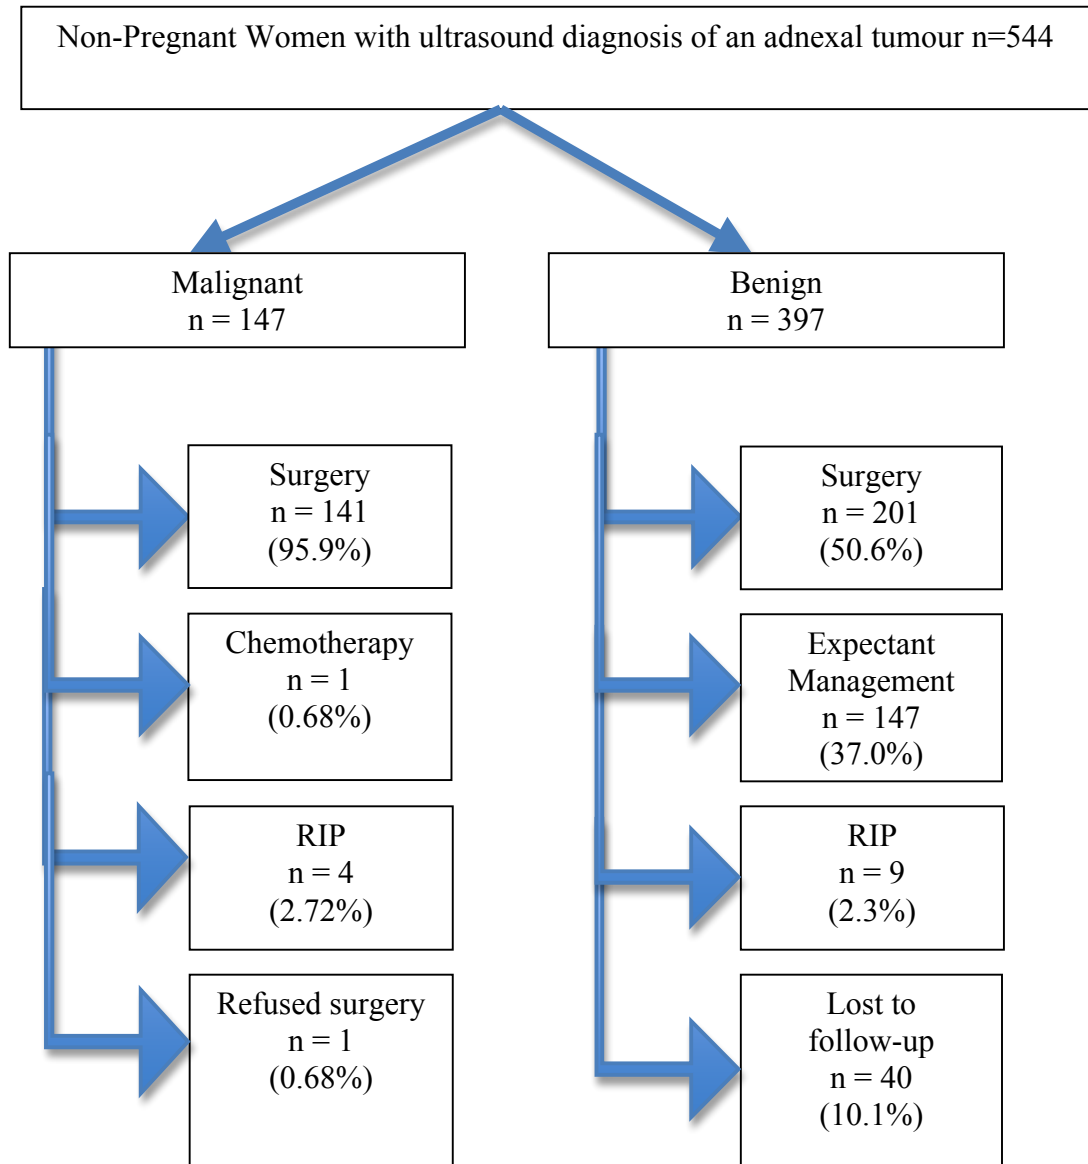 Non-Pregnant Women with ultrasound diagnosis of an adnexal tumour n=544
Malignant
n = 147
Benign
n = 397
Surgery
n = 141
(95.9%)
Surgery
n = 201
(50.6%)
Chemotherapy
n = 1
(0.68%)
Expectant
Management
n = 147
(37.0%)
RIP
n = 4
(2.72%)
RIP
n = 9
(2.3%)
Refused surgery
n = 1
(0.68%)
Lost to
follow-up
n = 40
(10.1%)